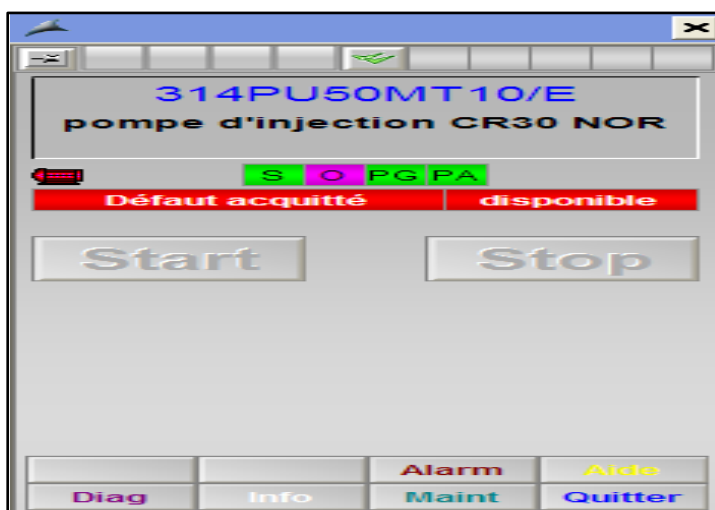 314PU50MT10/E
pompe d'injection CR30 NOR
S O PG PA
Défaut acquitté disponible
Start Stop
Alarm Aide
Diag Info Maint Quitter